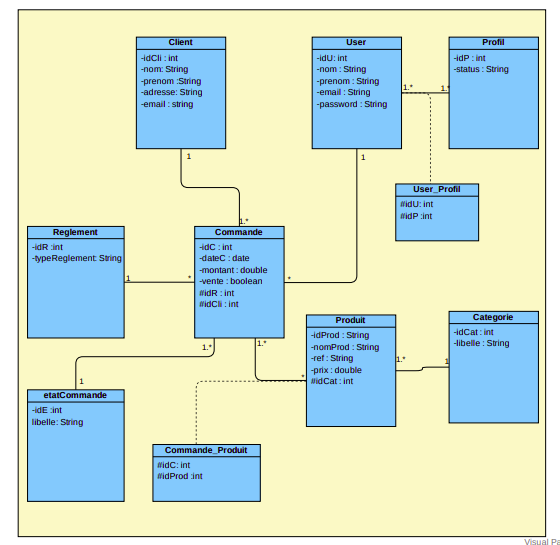 Client
-idCli : int
-nom: String
-prenom :String
-adresse: String
-email : string
User
-idU: int
-nom : String
-prenom : String
-email : String
-password : String
Profil
-idP : int
-status : String
1.*
1.*
1
1
User_Profil
#idU: int
#idP :int
1.*
Reglement
-idR :int
-typeReglement: String
Commande
-idC : int
-dateC : date
-montant : double
-vente : boolean
#idR : int
#idCli : int
1
*
*
Produit
-idProd : String
-nomProd : String
-ref : String
-prix : double
#idCat : int
Categorie
-idCat : int
-libelle : String
1.*
1.*
1.*
1
1
*
etatCommande
-idE :int
libelle: String
Commande_Produit
#idC: int
#idProd :int
Visual Pa